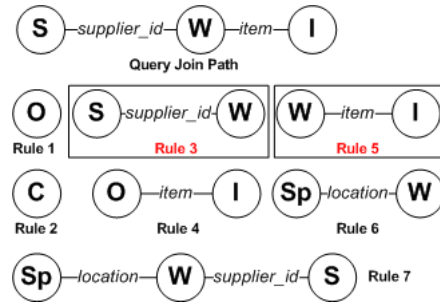 S supplier_id W item I
Query Join Path
O S supplier_id W W item I
Rule 1 Rule 3 Rule 5
C O item I Sp location W
Rule 2 Rule 4 Rule 6
Sp location W supplier_id S Rule 7